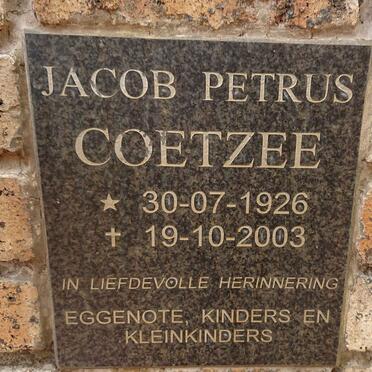 JACOB PETRUS
COETZEE
★ 30-07-1926
✝ 19-10-2003
IN LIEFDEVOLLE HERINNERING
EGGENOTE, KINDERS EN
KLEINKINDERS